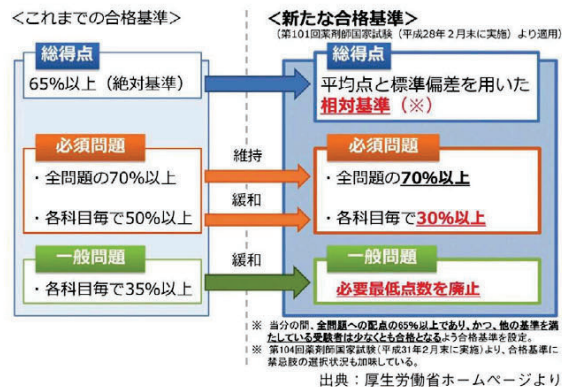 ＜これまでの合格基準＞
＜新たな合格基準＞
（第101回薬剤師国家試験（平成28年２月末に実施）より適用）
総得点
65%以上（絶対基準）
総得点
平均点と標準偏差を用いた
相対基準（※）
必須問題
・全問題の70%以上
・各科目毎で50%以上
維持
緩和
必須問題
・全問題の70%以上
・各科目毎で30%以上
一般問題
・各科目毎で35%以上
緩和
一般問題
必要最低点数を廃止
※ 当分の間、全問題への配点の65%以上であり、かつ、他の基準を満
たしている受験者は少なくとも合格となるよう合格基準を設定。
※ 第104回薬剤師国家試験（平成31年２月末に実施）より、合格基準に
禁忌肢の選択状況も加味している。
出典：厚生労働省ホームページより